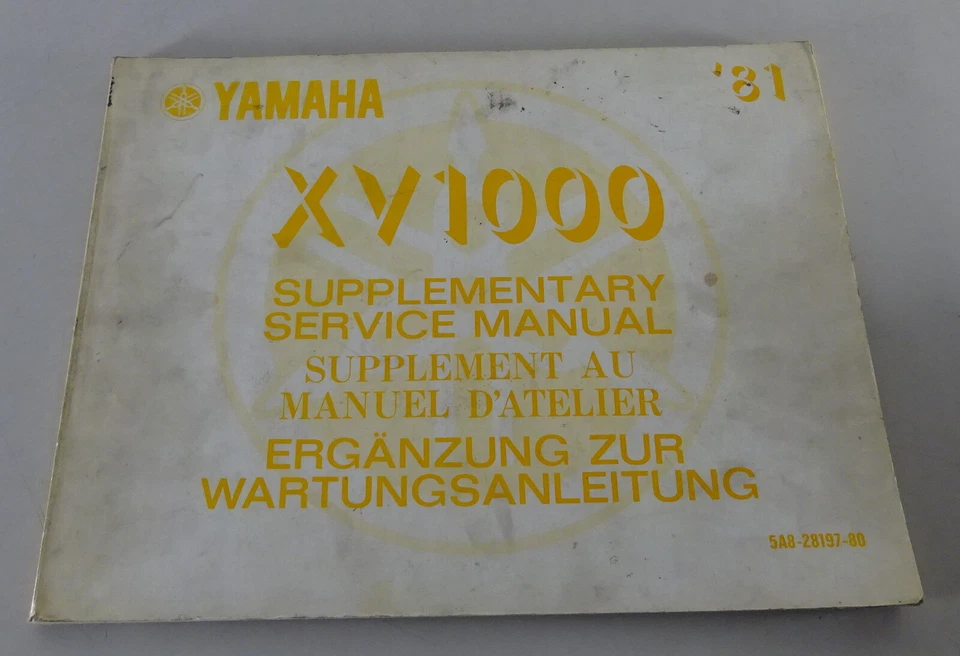 YAMAHA
'81
XV1000
SUPPLEMENTARY
SERVICE MANUAL
SUPPLEMENT AU
MANUEL D'ATELIER
ERGÄNZUNG ZUR
WARTUNGSANLEITUNG
5A8-28197-80